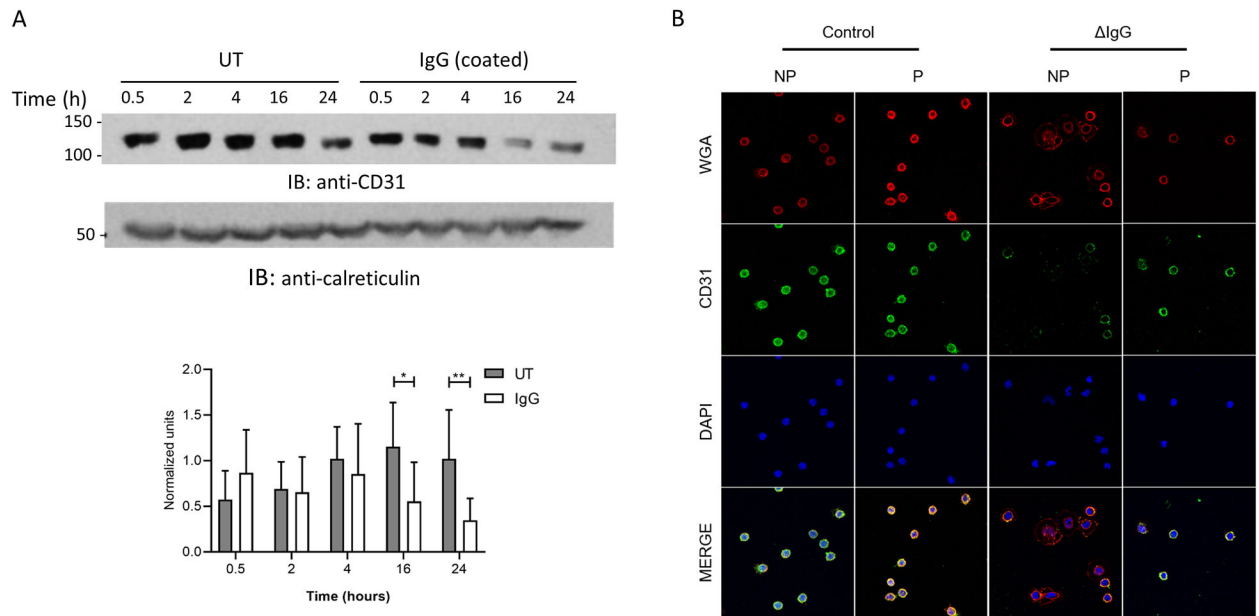 A
UT IgG (coated)
Time (h) 0.5 2 4 16 24 0.5 2 4 16 24
150
100
IB: anti-CD31
50
IB: anti-calreticulin
2.0
1.5
1.0
0.5
0.0
Normalized units
* **
UT
IgG
0.5 2 4 16 24
Time (hours)
B
Control ΔIgG
NP P NP P
WGA
CD31
DAPI
MERGE